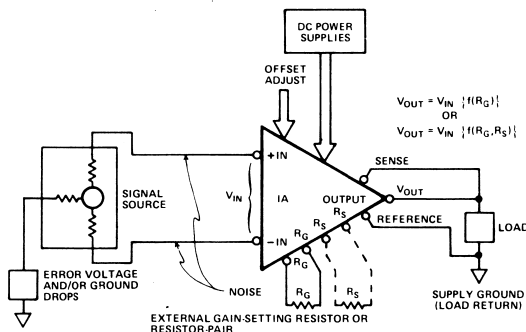 DC POWER
SUPPLIES
OFFSET
ADJUST
V_OUT = V_IN {f(R_G)}
OR
V_OUT = V_IN {f(R_G,R_S)}
+IN
SENSE
SIGNAL
SOURCE
V_IN
IA
OUTPUT
V_OUT
R_S
REFERENCE
LOAD
R_S
R_G
-IN
R_G
ERROR VOLTAGE
AND/OR GROUND
DROPS
NOISE
R_G
R_S
SUPPLY GROUND
(LOAD RETURN)
EXTERNAL GAIN-SETTING RESISTOR OR
RESISTOR-PAIR